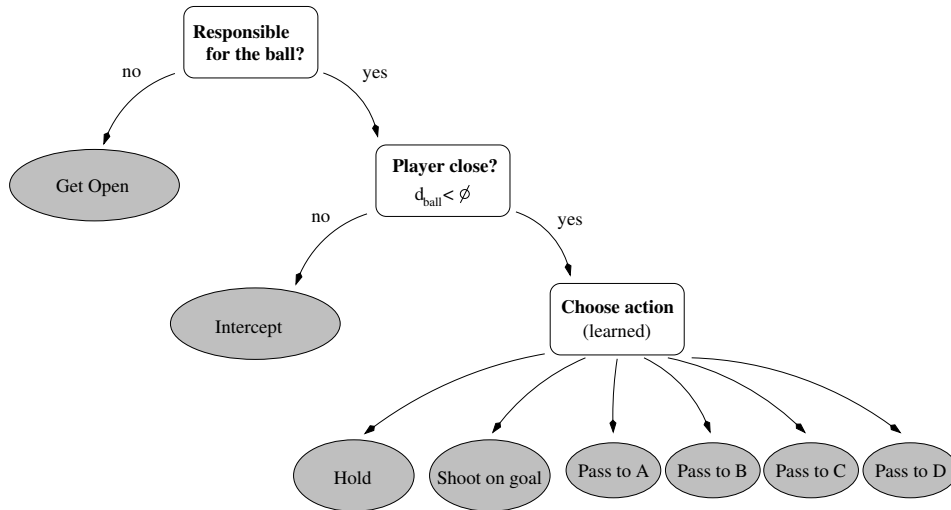 Responsible
for the ball?
no
yes
Get Open
Player close?
d_ball < ϕ
no
yes
Intercept
Choose action
(learned)
Hold
Shoot on goal
Pass to A
Pass to B
Pass to C
Pass to D